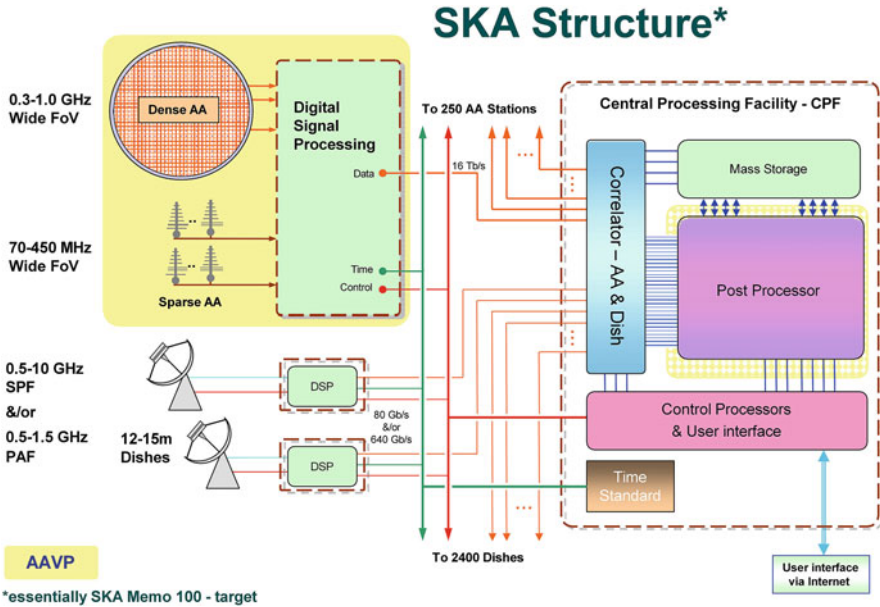 SKA Structure*
0.3-1.0 GHz
Wide FoV
Dense AA
Digital
Signal
Processing
Data
70-450 MHz
Wide FoV
Sparse AA
Time
Control
To 250 AA Stations
...
16 Tb/s
Central Processing Facility - CPF
Correlator – AA & Dish
Mass Storage
Post Processor
0.5-10 GHz
SPF
&/or
0.5-1.5 GHz
PAF
12-15m
Dishes
DSP
DSP
80 Gb/s
&/or
640 Gb/s
Control Processors
& User interface
Time
Standard
...
To 2400 Dishes
User interface
via Internet
AAVP
*essentially SKA Memo 100 - target